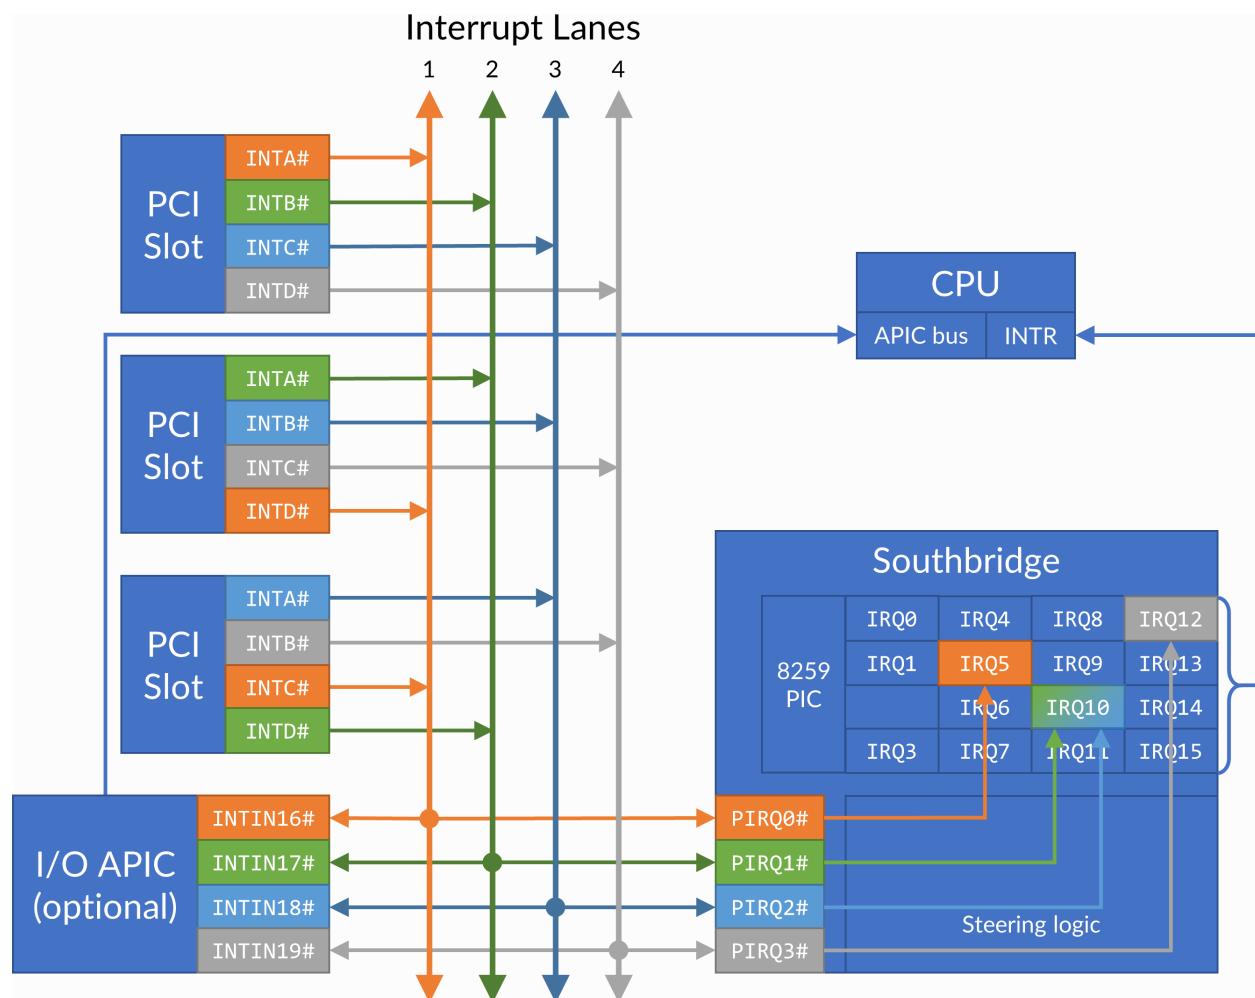 Interrupt Lanes
1 2 3 4
PCI
Slot
INTA#
INTB#
INTC#
INTD#
CPU
APIC bus INTR
PCI
Slot
INTA#
INTB#
INTC#
INTD#
PCI
Slot
INTA#
INTB#
INTC#
INTD#
Southbridge
8259
PIC
IRQ0 IRQ4 IRQ8 IRQ12
IRQ1 IRQ5 IRQ9 IRQ13
IRQ6 IRQ10 IRQ14
IRQ3 IRQ7 IRQ11 IRQ15
I/O APIC
(optional)
INTIN16#
INTIN17#
INTIN18#
INTIN19#
PIRQ0#
PIRQ1#
PIRQ2#
PIRQ3#
Steering logic